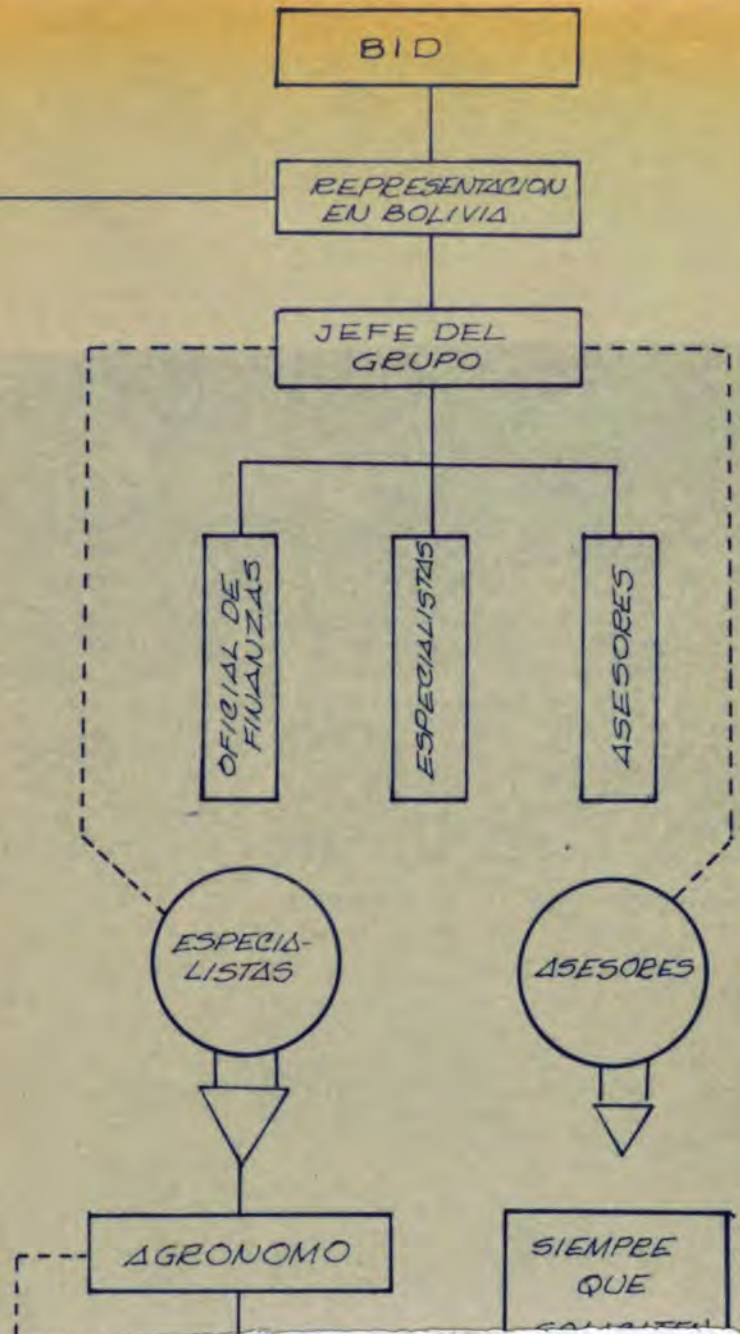 BID
REPRESENTACION
EN BOLIVIA
JEFE DEL
GRUPO
OFICIAL DE
FINANZAS
ESPECIALISTAS
ASESORES
ESPECIA-
LISTAS
ASESORES
AGRONOMO
SIEMPRE
QUE